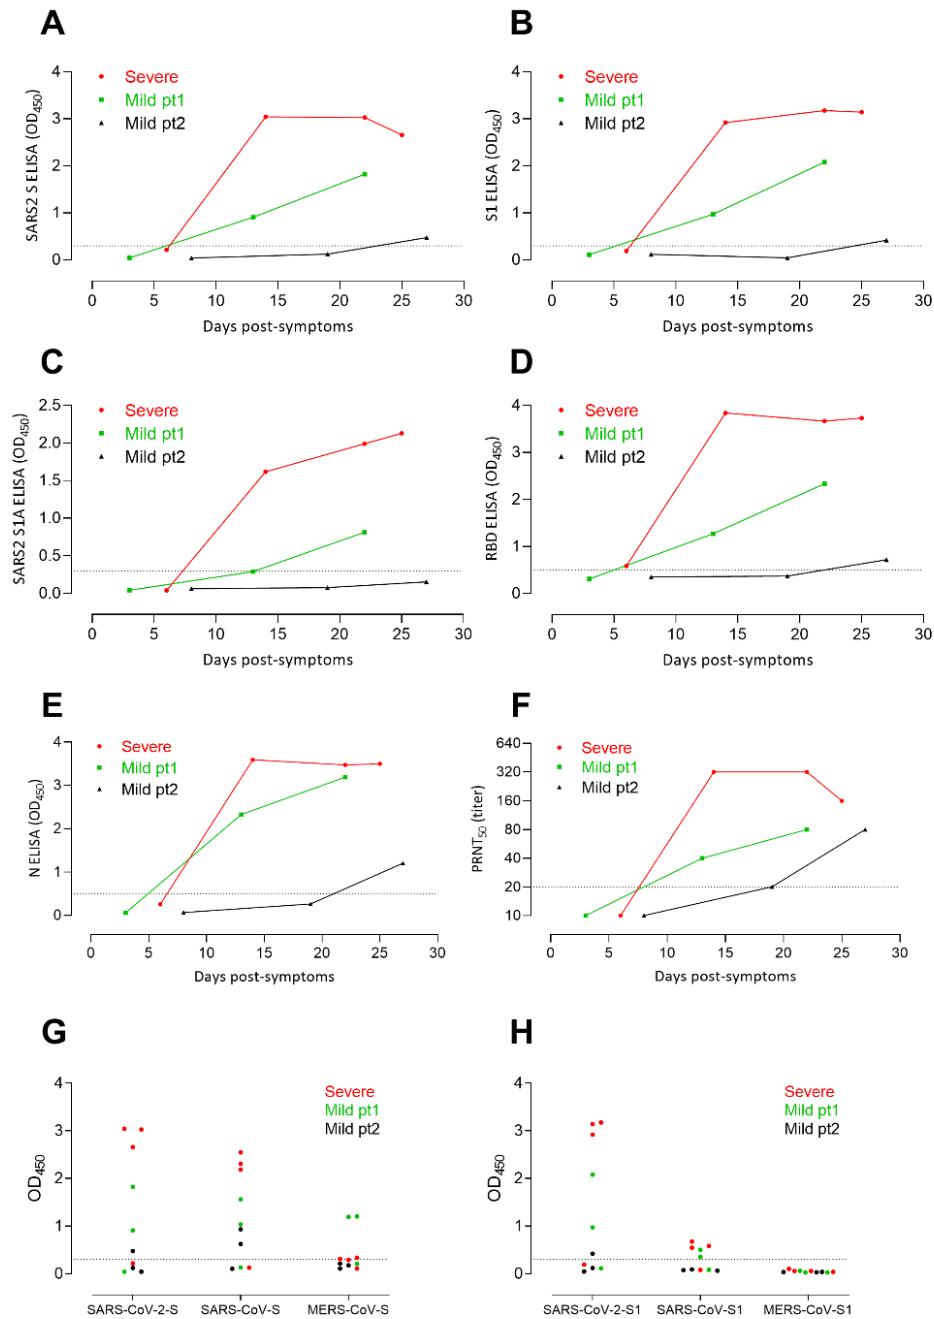 A
SARS2 S ELISA (OD450)
4
3
2
1
0
Severe
Mild pt1
Mild pt2
0 5 10 15 20 25 30
Days post-symptoms
B
S1 ELISA (OD450)
4
3
2
1
0
Severe
Mild pt1
Mild pt2
0 5 10 15 20 25 30
Days post-symptoms
C
SARS2 S1A ELISA (OD450)
2.5
2.0
1.5
1.0
0.5
0.0
Severe
Mild pt1
Mild pt2
0 5 10 15 20 25 30
Days post-symptoms
D
RBD ELISA (OD450)
4
3
2
1
0
Severe
Mild pt1
Mild pt2
0 5 10 15 20 25 30
Days post-symptoms
E
N ELISA (OD450)
4
3
2
1
0
Severe
Mild pt1
Mild pt2
0 5 10 15 20 25 30
Days post-symptoms
F
PRNT50 (titer)
640
320
160
80
40
20
10
Severe
Mild pt1
Mild pt2
0 5 10 15 20 25 30
Days post-symptoms
G
OD450
4
3
2
1
0
Severe
Mild pt1
Mild pt2
SARS-CoV-2-S SARS-CoV-S MERS-CoV-S
H
OD450
4
3
2
1
0
Severe
Mild pt1
Mild pt2
SARS-CoV-2-S1 SARS-CoV-S1 MERS-CoV-S1